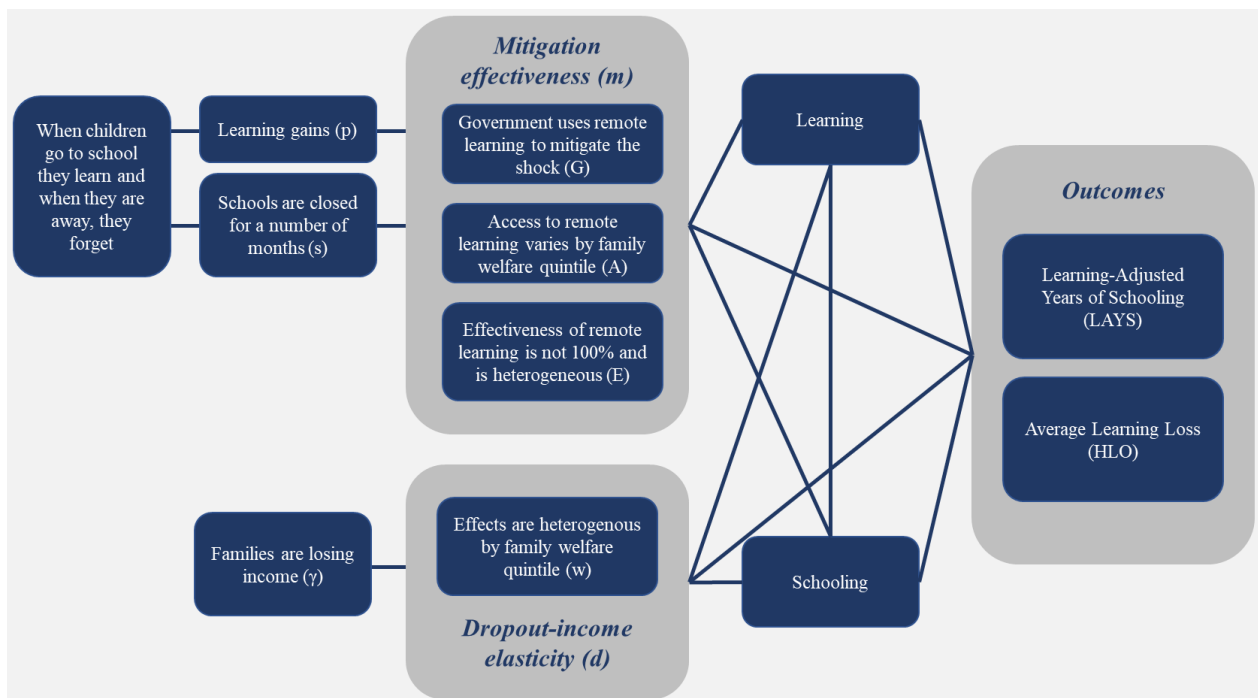 When children
go to school
they learn and
when they are
away, they
forget
Learning gains (p)
Schools are closed
for a number of
months (s)
Mitigation
effectiveness (m)
Government uses remote
learning to mitigate the
shock (G)
Access to remote
learning varies by family
welfare quintile (A)
Effectiveness of remote
learning is not 100% and
is heterogeneous (E)
Families are losing
income (γ)
Effects are heterogenous
by family welfare
quintile (w)
Dropout-income
elasticity (d)
Learning
Schooling
Outcomes
Learning-Adjusted
Years of Schooling
(LAYS)
Average Learning Loss
(HLO)